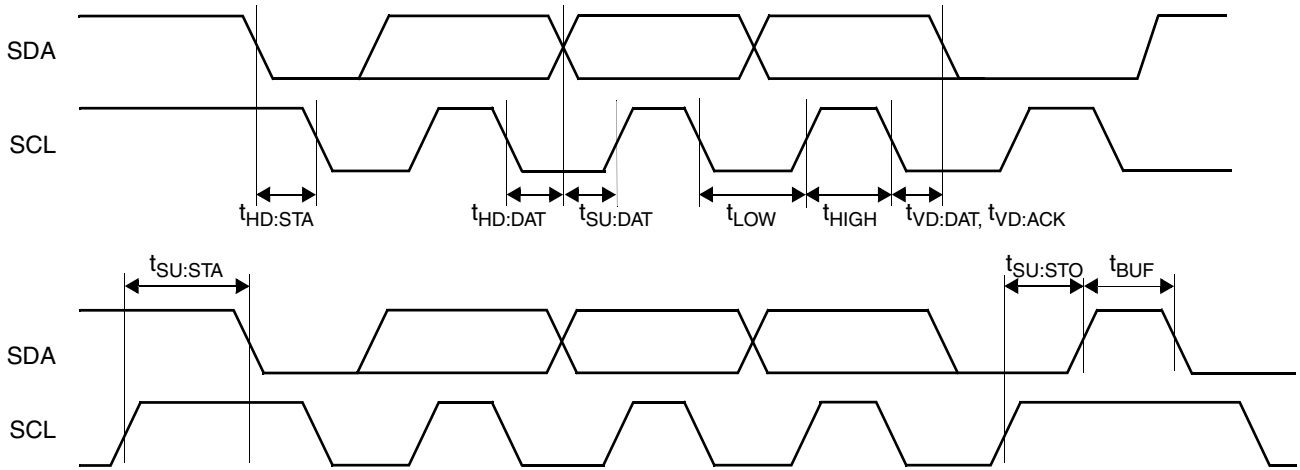 SDA
SCL
tHD:STA
tHD:DAT
tSU:DAT
tLOW
tHIGH
tVD:DAT, tVD:ACK
tSU:STA
tSU:STO
tBUF
SDA
SCL